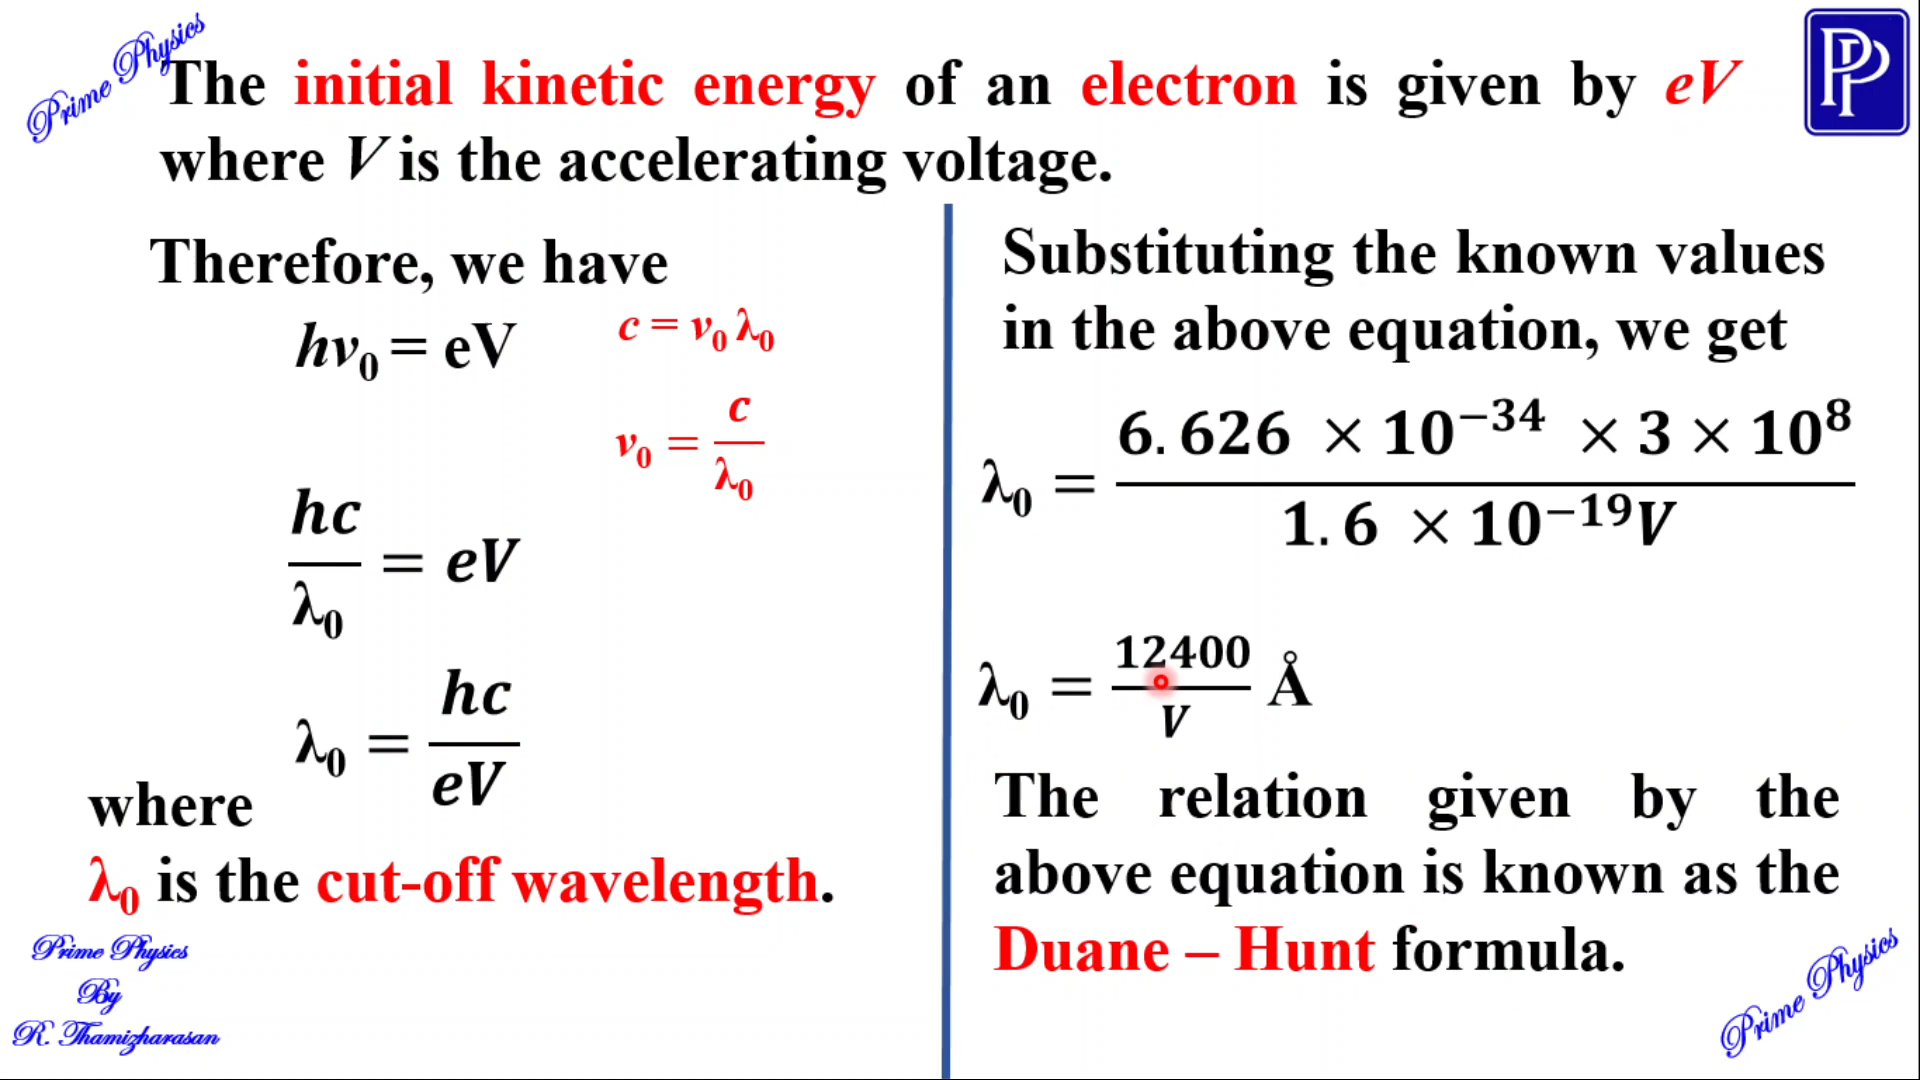 Prime Physics
PP
The initial kinetic energy of an electron is given by eV
where V is the accelerating voltage.
Therefore, we have
hν₀ = eV
c = ν₀ λ₀
ν₀ = c/λ₀
hc/λ₀ = eV
λ₀ = hc/eV
where
λ₀ is the cut-off wavelength.
Prime Physics
By
R. Thamizharasan
Substituting the known values
in the above equation, we get
λ₀ = 6.626 × 10⁻³⁴ × 3 × 10⁸ / 1.6 × 10⁻¹⁹V
λ₀ = 12400/V Å
The relation given by the
above equation is known as the
Duane – Hunt formula.
Prime Physics